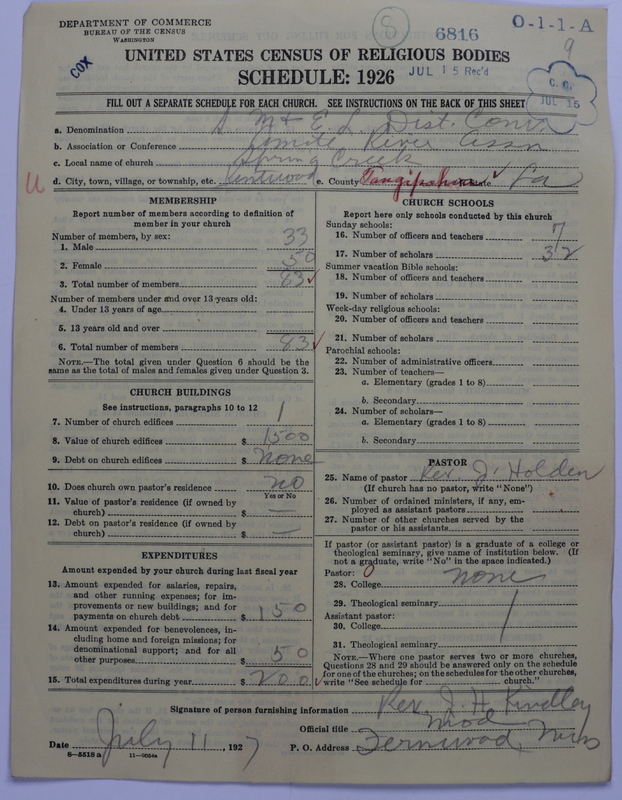 DEPARTMENT OF COMMERCE
BUREAU OF THE CENSUS
WASHINGTON
COX
8
6816
O-1-1-A
9
UNITED STATES CENSUS OF RELIGIOUS BODIES
SCHEDULE: 1926
JUL 15 Rec'd
C. C.
JUL 15
FILL OUT A SEPARATE SCHEDULE FOR EACH CHURCH. SEE INSTRUCTIONS ON THE BACK OF THIS SHEET
a. Denomination M & E. L. Dist. Conv
b. Association or Conference Amite River Assn
c. Local name of church Spring Creek
d. City, town, village, or township, etc. Kentwood e. County Tangipahoa State La
MEMBERSHIP
Report number of members according to definition of
member in your church
Number of members, by sex:
1. Male 33
2. Female 50
3. Total number of members 83
Number of members under and over 13 years old:
4. Under 13 years of age
5. 13 years old and over
6. Total number of members 83
NOTE.—The total given under Question 6 should be the
same as the total of males and females given under Question 3.
CHURCH BUILDINGS
See instructions, paragraphs 10 to 12
7. Number of church edifices 1
8. Value of church edifices $ 1500
9. Debt on church edifices $ None
10. Does church own pastor's residence no
Yes or No
11. Value of pastor's residence (if owned by
church) $ —
12. Debt on pastor's residence (if owned by
church) $ —
EXPENDITURES
Amount expended by your church during last fiscal year
13. Amount expended for salaries, repairs,
and other running expenses; for im-
provements or new buildings; and for
payments on church debt $ 150
14. Amount expended for benevolences, in-
cluding home and foreign missions; for
denominational support; and for all
other purposes $ 50
15. Total expenditures during year $ 200
CHURCH SCHOOLS
Report here only schools conducted by this church
Sunday schools:
16. Number of officers and teachers 7
17. Number of scholars 32
Summer vacation Bible schools:
18. Number of officers and teachers
19. Number of scholars
Week-day religious schools:
20. Number of officers and teachers
21. Number of scholars
Parochial schools:
22. Number of administrative officers
23. Number of teachers—
a. Elementary (grades 1 to 8)
b. Secondary
24. Number of scholars—
a. Elementary (grades 1 to 8)
b. Secondary
PASTOR
25. Name of pastor Rev. J. Holden
(If church has no pastor, write "None")
26. Number of ordained ministers, if any, em-
ployed as assistant pastors
27. Number of other churches served by the
pastor or his assistants
If pastor (or assistant pastor) is a graduate of a college or
theological seminary, give name of institution below. (If
not a graduate, write "No" in the space indicated.)
Pastor: 0
28. College none
29. Theological seminary
Assistant pastor:
30. College
31. Theological seminary
NOTE.—Where one pastor serves two or more churches,
Questions 28 and 29 should be answered only on the schedule
for one of the churches; on the schedules for the other churches,
write "See schedule for church."
Signature of person furnishing information Rev. J. H. Kindley
Official title Mod
Date July 11, 1927 P. O. Address Fernwood, Miss
8—5518 a